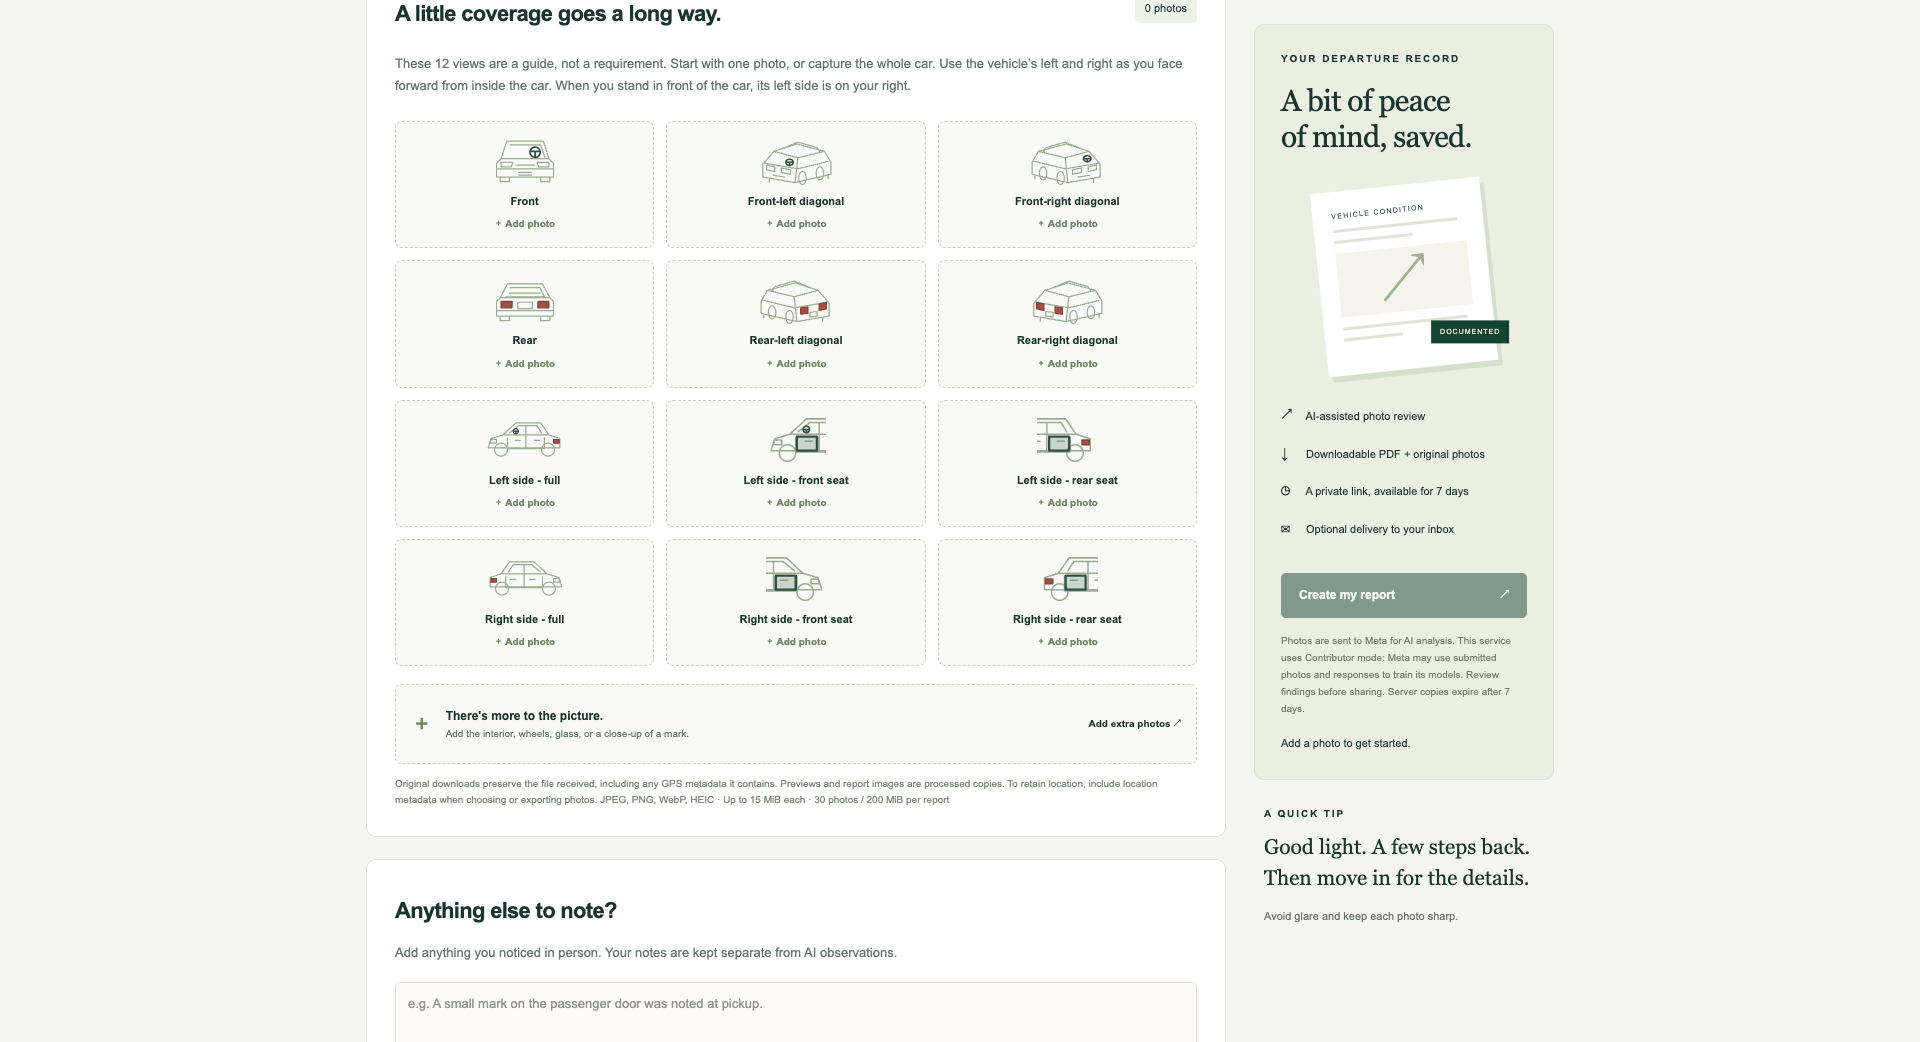 A little coverage goes a long way.
0 photos
These 12 views are a guide, not a requirement. Start with one photo, or capture the whole car. Use the vehicle's left and right as you face
forward from inside the car. When you stand in front of the car, its left side is on your right.
Front
+ Add photo
Front-left diagonal
+ Add photo
Front-right diagonal
+ Add photo
Rear
+ Add photo
Rear-left diagonal
+ Add photo
Rear-right diagonal
+ Add photo
Left side - full
+ Add photo
Left side - front seat
+ Add photo
Left side - rear seat
+ Add photo
Right side - full
+ Add photo
Right side - front seat
+ Add photo
Right side - rear seat
+ Add photo
+ There's more to the picture.
Add the interior, wheels, glass, or a close-up of a mark.
Add extra photos ↗
Original downloads preserve the file received, including any GPS metadata it contains. Previews and report images are processed copies. To retain location, include location
metadata when choosing or exporting photos. JPEG, PNG, WebP, HEIC · Up to 15 MiB each · 30 photos / 200 MiB per report
Anything else to note?
Add anything you noticed in person. Your notes are kept separate from AI observations.
e.g. A small mark on the passenger door was noted at pickup.
YOUR DEPARTURE RECORD
A bit of peace
of mind, saved.
VEHICLE CONDITION
DOCUMENTED
↗ AI-assisted photo review
↓ Downloadable PDF + original photos
◷ A private link, available for 7 days
✉ Optional delivery to your inbox
Create my report ↗
Photos are sent to Meta for AI analysis. This service
uses Contributor mode: Meta may use submitted
photos and responses to train its models. Review
findings before sharing. Server copies expire after 7
days.
Add a photo to get started.
A QUICK TIP
Good light. A few steps back.
Then move in for the details.
Avoid glare and keep each photo sharp.